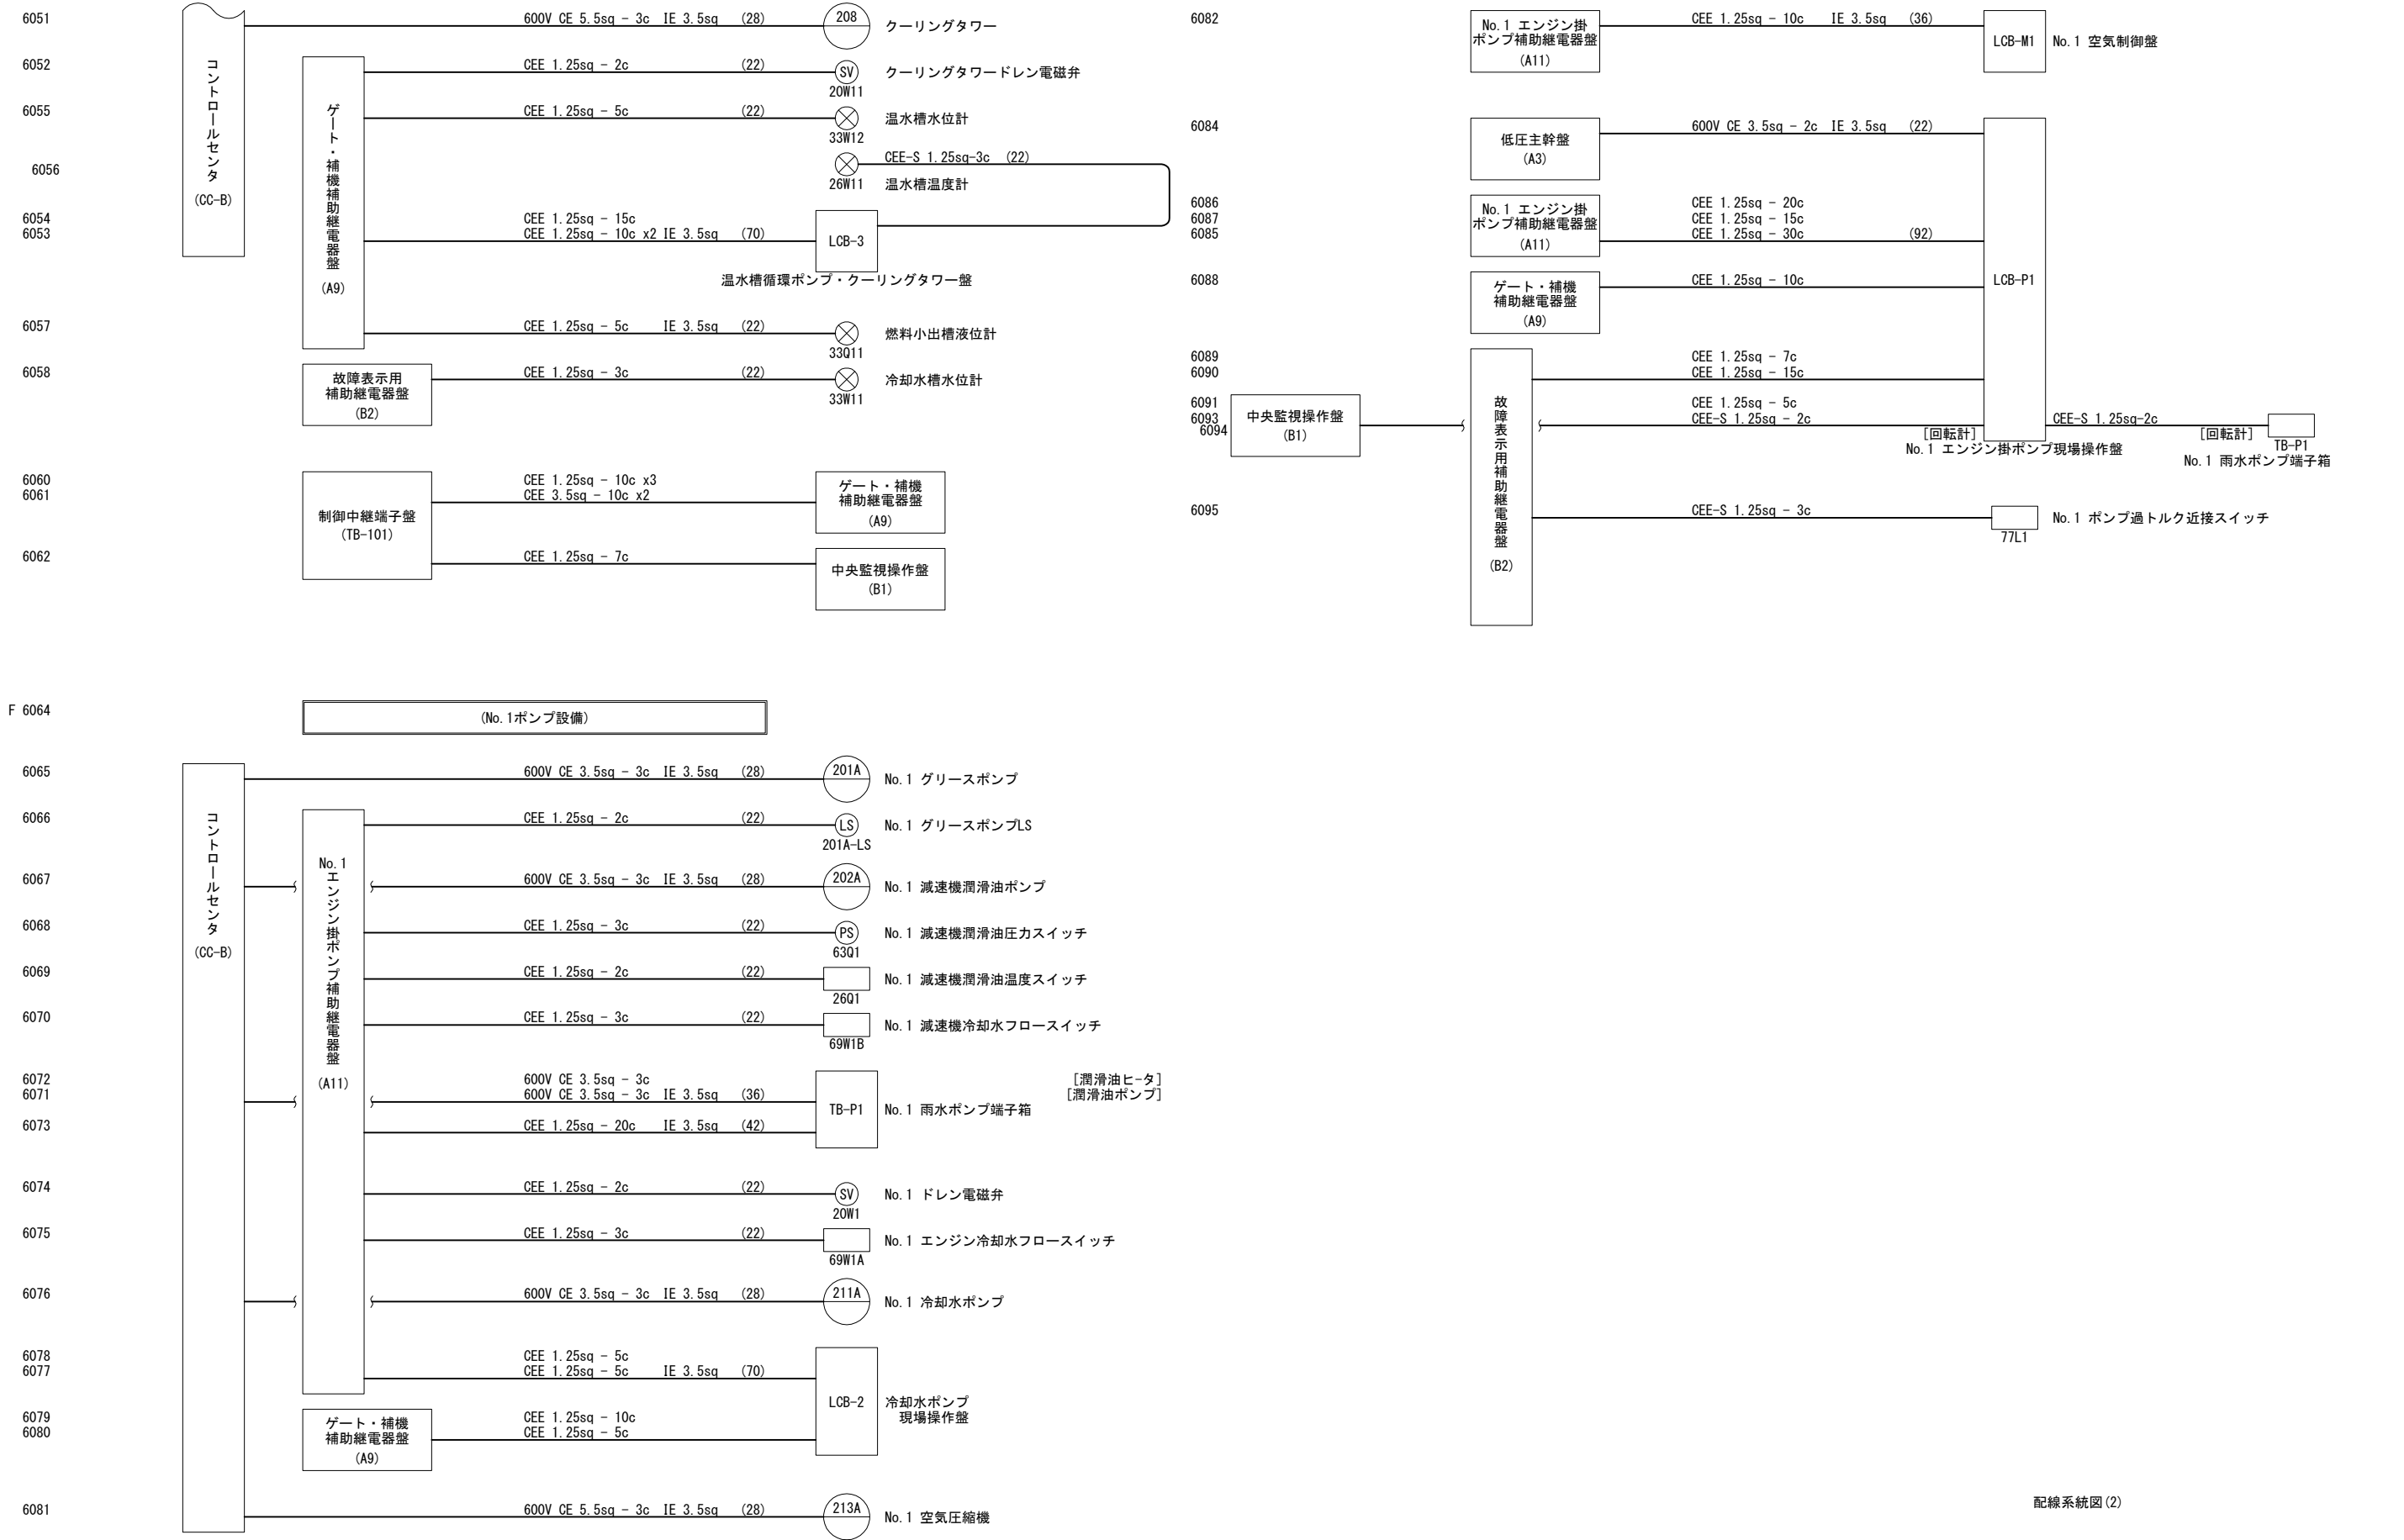 6051
600V CE 5.5sq - 3c IE 3.5sq (28)
208
クーリングタワー
コントロールセンタ
(CC-B)
6052
CEE 1.25sq - 2c (22)
SV
20W11
クーリングタワードレン電磁弁
ゲート・補機補助継電器盤
(A9)
6055
CEE 1.25sq - 5c (22)
33W12
温水槽水位計
6056
CEE-S 1.25sq-3c (22)
26W11
温水槽温度計
6054
CEE 1.25sq - 15c
6053
CEE 1.25sq - 10c x2 IE 3.5sq (70)
LCB-3
温水槽循環ポンプ・クーリングタワー盤
6057
CEE 1.25sq - 5c IE 3.5sq (22)
33Q11
燃料小出槽液位計
6058
故障表示用
補助継電器盤
(B2)
CEE 1.25sq - 3c (22)
33W11
冷却水槽水位計
6060
6061
制御中継端子盤
(TB-101)
CEE 1.25sq - 10c x3
CEE 3.5sq - 10c x2
ゲート・補機
補助継電器盤
(A9)
6062
CEE 1.25sq - 7c
中央監視操作盤
(B1)
F 6064
(No.1ポンプ設備)
6065
600V CE 3.5sq - 3c IE 3.5sq (28)
201A
No.1 グリースポンプ
コントロールセンタ
(CC-B)
6066
CEE 1.25sq - 2c (22)
LS
201A-LS
No.1 グリースポンプLS
No.1
エンジン掛ポンプ補助継電器盤
(A11)
6067
600V CE 3.5sq - 3c IE 3.5sq (28)
202A
No.1 減速機潤滑油ポンプ
6068
CEE 1.25sq - 3c (22)
PS
63Q1
No.1 減速機潤滑油圧力スイッチ
6069
CEE 1.25sq - 2c (22)
26Q1
No.1 減速機潤滑油温度スイッチ
6070
CEE 1.25sq - 3c (22)
69W1B
No.1 減速機冷却水フロースイッチ
6072
600V CE 3.5sq - 3c
[潤滑油ヒータ]
6071
600V CE 3.5sq - 3c IE 3.5sq (36)
[潤滑油ポンプ]
TB-P1
No.1 雨水ポンプ端子箱
6073
CEE 1.25sq - 20c IE 3.5sq (42)
6074
CEE 1.25sq - 2c (22)
SV
20W1
No.1 ドレン電磁弁
6075
CEE 1.25sq - 3c (22)
69W1A
No.1 エンジン冷却水フロースイッチ
6076
600V CE 3.5sq - 3c IE 3.5sq (28)
211A
No.1 冷却水ポンプ
6078
CEE 1.25sq - 5c
6077
CEE 1.25sq - 5c IE 3.5sq (70)
LCB-2
冷却水ポンプ
現場操作盤
6079
6080
ゲート・補機
補助継電器盤
(A9)
CEE 1.25sq - 10c
CEE 1.25sq - 5c
6081
600V CE 5.5sq - 3c IE 3.5sq (28)
213A
No.1 空気圧縮機
6082
No.1 エンジン掛
ポンプ補助継電器盤
(A11)
CEE 1.25sq - 10c IE 3.5sq (36)
LCB-M1
No.1 空気制御盤
6084
低圧主幹盤
(A3)
600V CE 3.5sq - 2c IE 3.5sq (22)
LCB-P1
6086
6087
6085
No.1 エンジン掛
ポンプ補助継電器盤
(A11)
CEE 1.25sq - 20c
CEE 1.25sq - 15c
CEE 1.25sq - 30c (92)
6088
ゲート・補機
補助継電器盤
(A9)
CEE 1.25sq - 10c
6089
CEE 1.25sq - 7c
6090
CEE 1.25sq - 15c
故障表示用補助継電器盤
(B2)
6091
CEE 1.25sq - 5c
6093
CEE-S 1.25sq - 2c
6094
中央監視操作盤
(B1)
[回転計]
No.1 エンジン掛ポンプ現場操作盤
CEE-S 1.25sq-2c
[回転計]
TB-P1
No.1 雨水ポンプ端子箱
6095
CEE-S 1.25sq - 3c
77L1
No.1 ポンプ過トルク近接スイッチ
配線系統図(2)